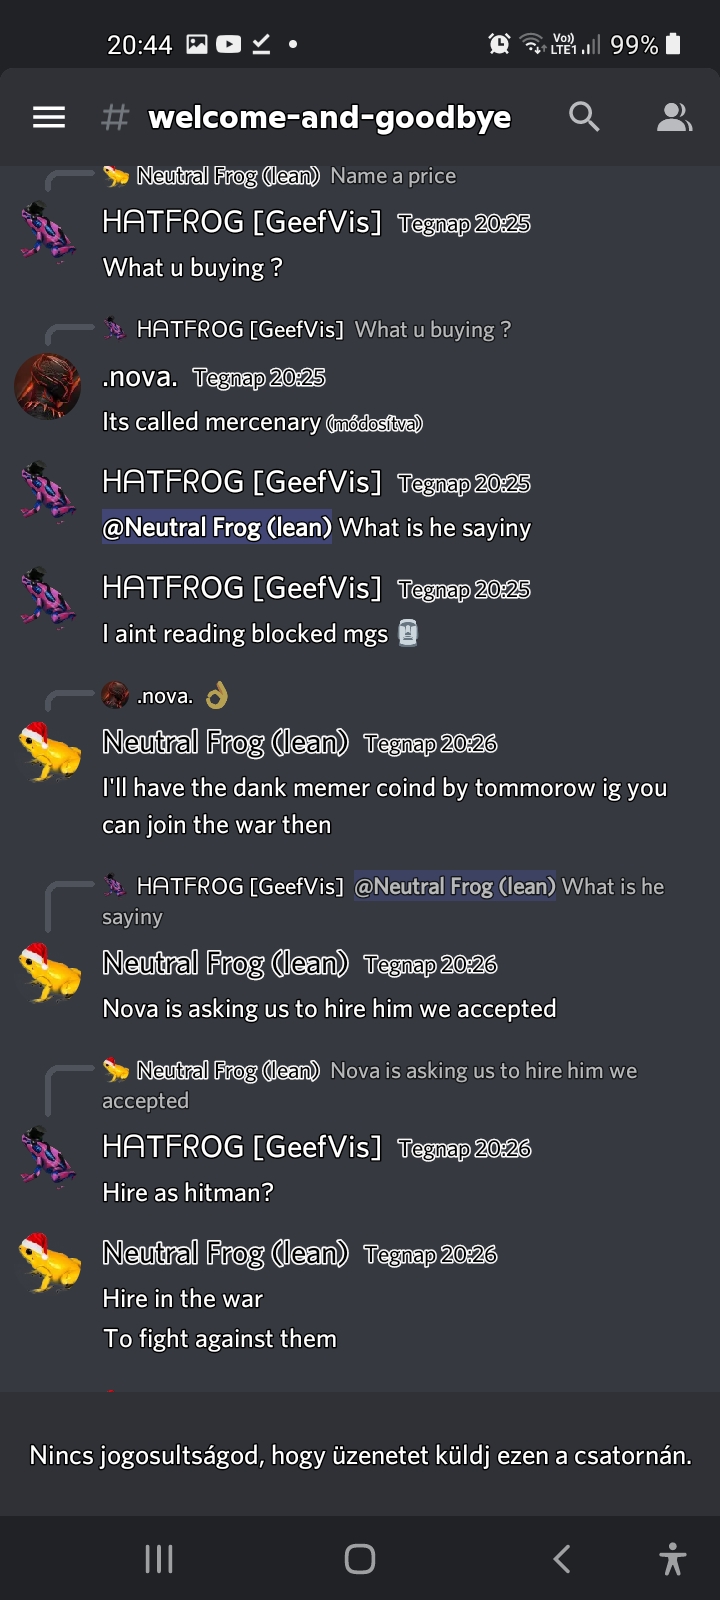 20:44 Vo)) LTE1 99%
# welcome-and-goodbye
Neutral Frog (lean) Name a price
HATFROG [GeefVis] Tegnap 20:25
What u buying ?
HATFROG [GeefVis] What u buying ?
.nova. Tegnap 20:25
Its called mercenary (módosítva)
HATFROG [GeefVis] Tegnap 20:25
@Neutral Frog (lean) What is he sayiny
HATFROG [GeefVis] Tegnap 20:25
I aint reading blocked mgs 🗿
.nova. 👌
Neutral Frog (lean) Tegnap 20:26
I'll have the dank memer coind by tommorow ig you
can join the war then
HATFROG [GeefVis] @Neutral Frog (lean) What is he
sayiny
Neutral Frog (lean) Tegnap 20:26
Nova is asking us to hire him we accepted
Neutral Frog (lean) Nova is asking us to hire him we
accepted
HATFROG [GeefVis] Tegnap 20:26
Hire as hitman?
Neutral Frog (lean) Tegnap 20:26
Hire in the war
To fight against them
Nincs jogosultságod, hogy üzenetet küldj ezen a csatornán.